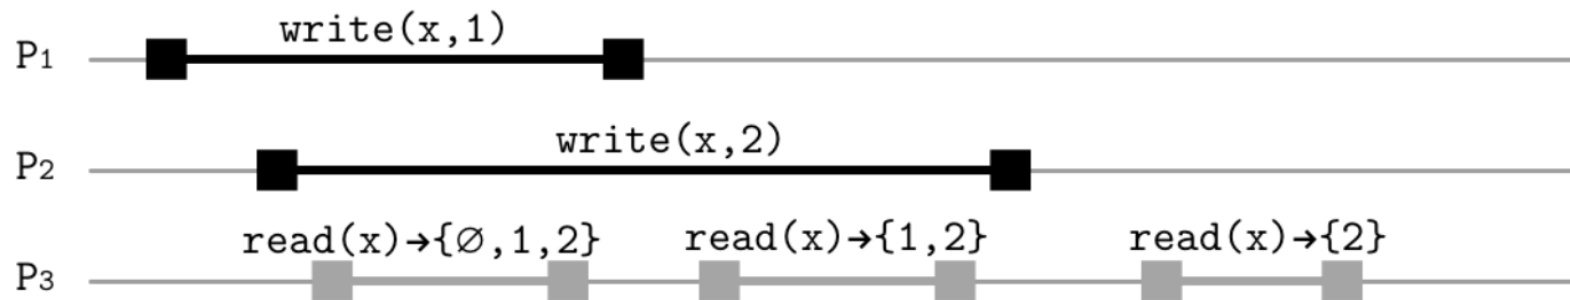 write(x,1)
P1
write(x,2)
P2
read(x)→{∅,1,2} read(x)→{1,2} read(x)→{2}
P3